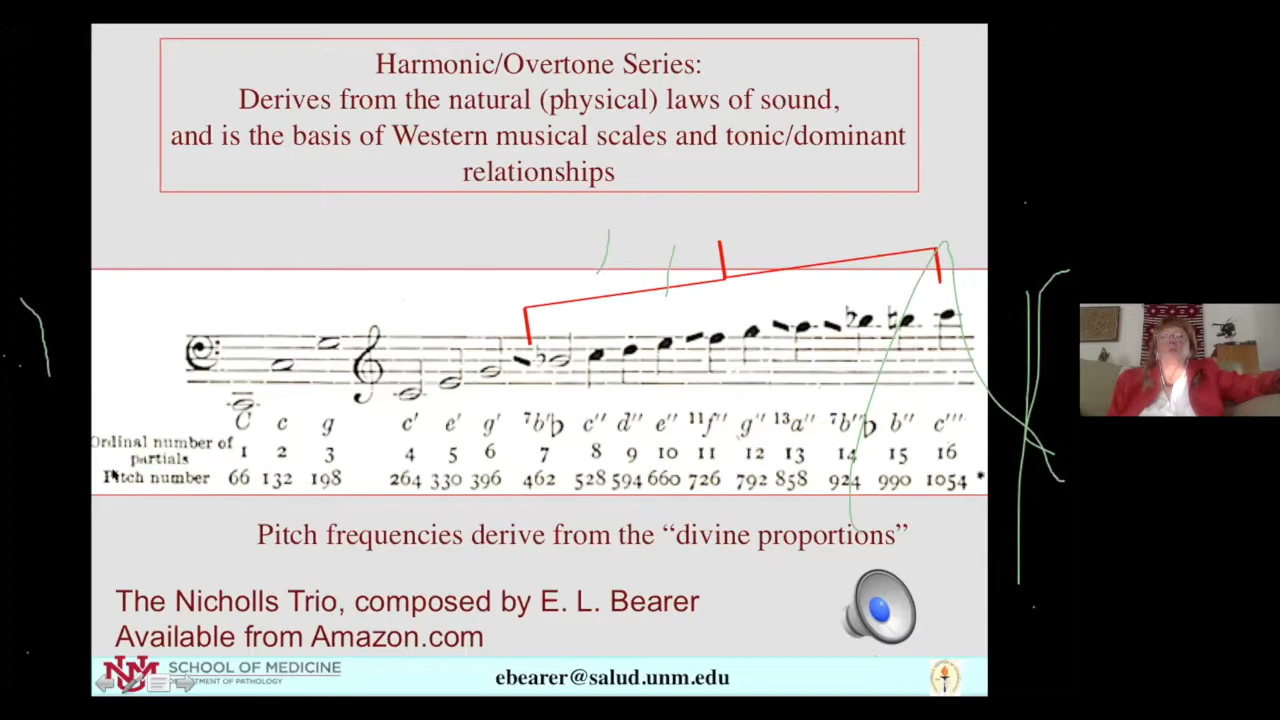 Harmonic/Overtone Series:
Derives from the natural (physical) laws of sound,
and is the basis of Western musical scales and tonic/dominant
relationships
C c g c' e' g' ⁷b'♭ c'' d'' e'' ¹¹f'' g'' ¹³a'' ⁷b''♭ b'' c'''
Ordinal number of
partials 1 2 3 4 5 6 7 8 9 10 11 12 13 14 15 16
Pitch number 66 132 198 264 330 396 462 528 594 660 726 792 858 924 990 1054 *
Pitch frequencies derive from the “divine proportions”
The Nicholls Trio, composed by E. L. Bearer
Available from Amazon.com
UNM SCHOOL OF MEDICINE
DEPARTMENT OF PATHOLOGY
ebearer@salud.unm.edu